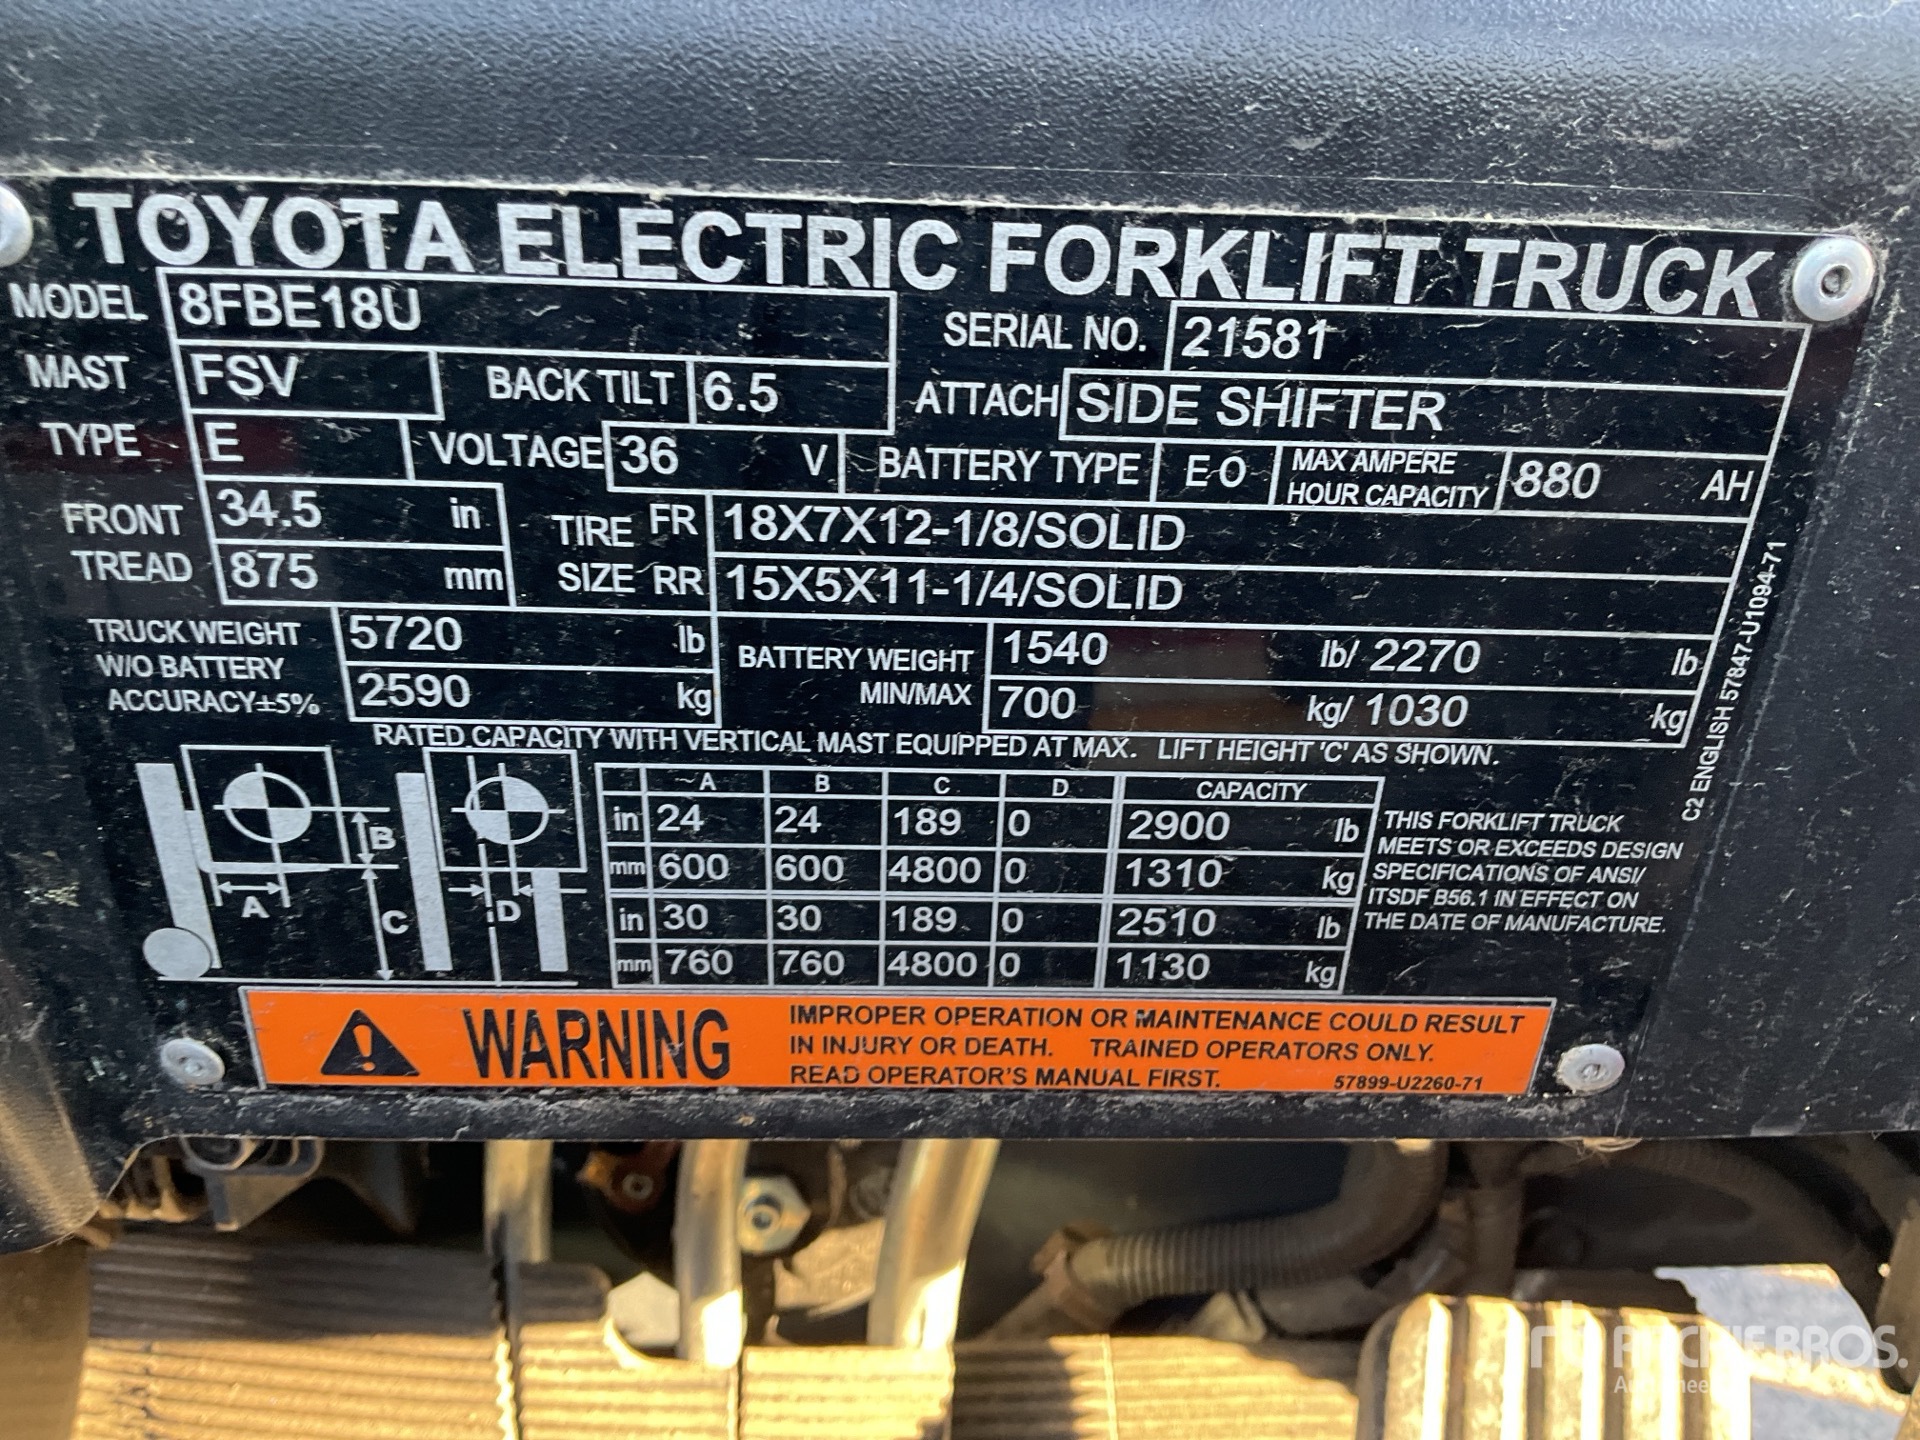 TOYOTA ELECTRIC FORKLIFT TRUCK
MODEL 8FBE18U SERIAL NO. 21581
MAST FSV BACK TILT 6.5 ATTACH SIDE SHIFTER
TYPE E VOLTAGE 36 V BATTERY TYPE E O MAX AMPERE HOUR CAPACITY 880 AH
FRONT TREAD 34.5 in TIRE SIZE FR 18X7X12-1/8/SOLID
875 mm RR 15X5X11-1/4/SOLID
TRUCK WEIGHT W/O BATTERY ACCURACY±5% 5720 lb BATTERY WEIGHT MIN/MAX 1540 lb/ 2270 lb
2590 kg 700 kg/ 1030 kg
RATED CAPACITY WITH VERTICAL MAST EQUIPPED AT MAX. LIFT HEIGHT 'C' AS SHOWN.
A B C D CAPACITY
in 24 24 189 0 2900 lb
mm 600 600 4800 0 1310 kg
in 30 30 189 0 2510 lb
mm 760 760 4800 0 1130 kg
B
A
C
D
THIS FORKLIFT TRUCK
MEETS OR EXCEEDS DESIGN
SPECIFICATIONS OF ANSI/
ITSDF B56.1 IN EFFECT ON
THE DATE OF MANUFACTURE.
C2 ENGLISH 57847-U1094-71
WARNING
IMPROPER OPERATION OR MAINTENANCE COULD RESULT
IN INJURY OR DEATH. TRAINED OPERATORS ONLY.
READ OPERATOR'S MANUAL FIRST. 57899-U2260-71
RITCHIE BROS.
Auctioneers